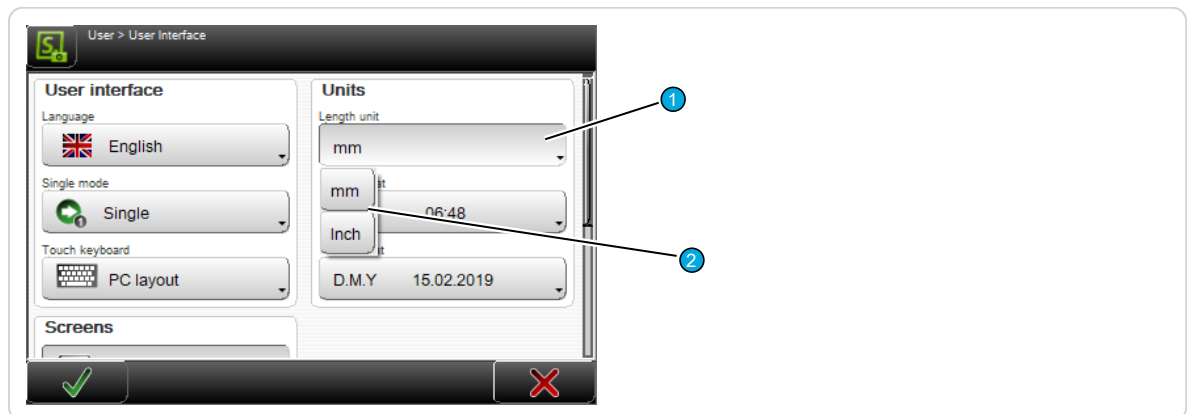 User > User Interface
User interface
Language
English
Single mode
Single
Touch keyboard
PC layout
Screens
Units
Length unit
mm
mm
Inch
06:48
D.M.Y 15.02.2019
1
2